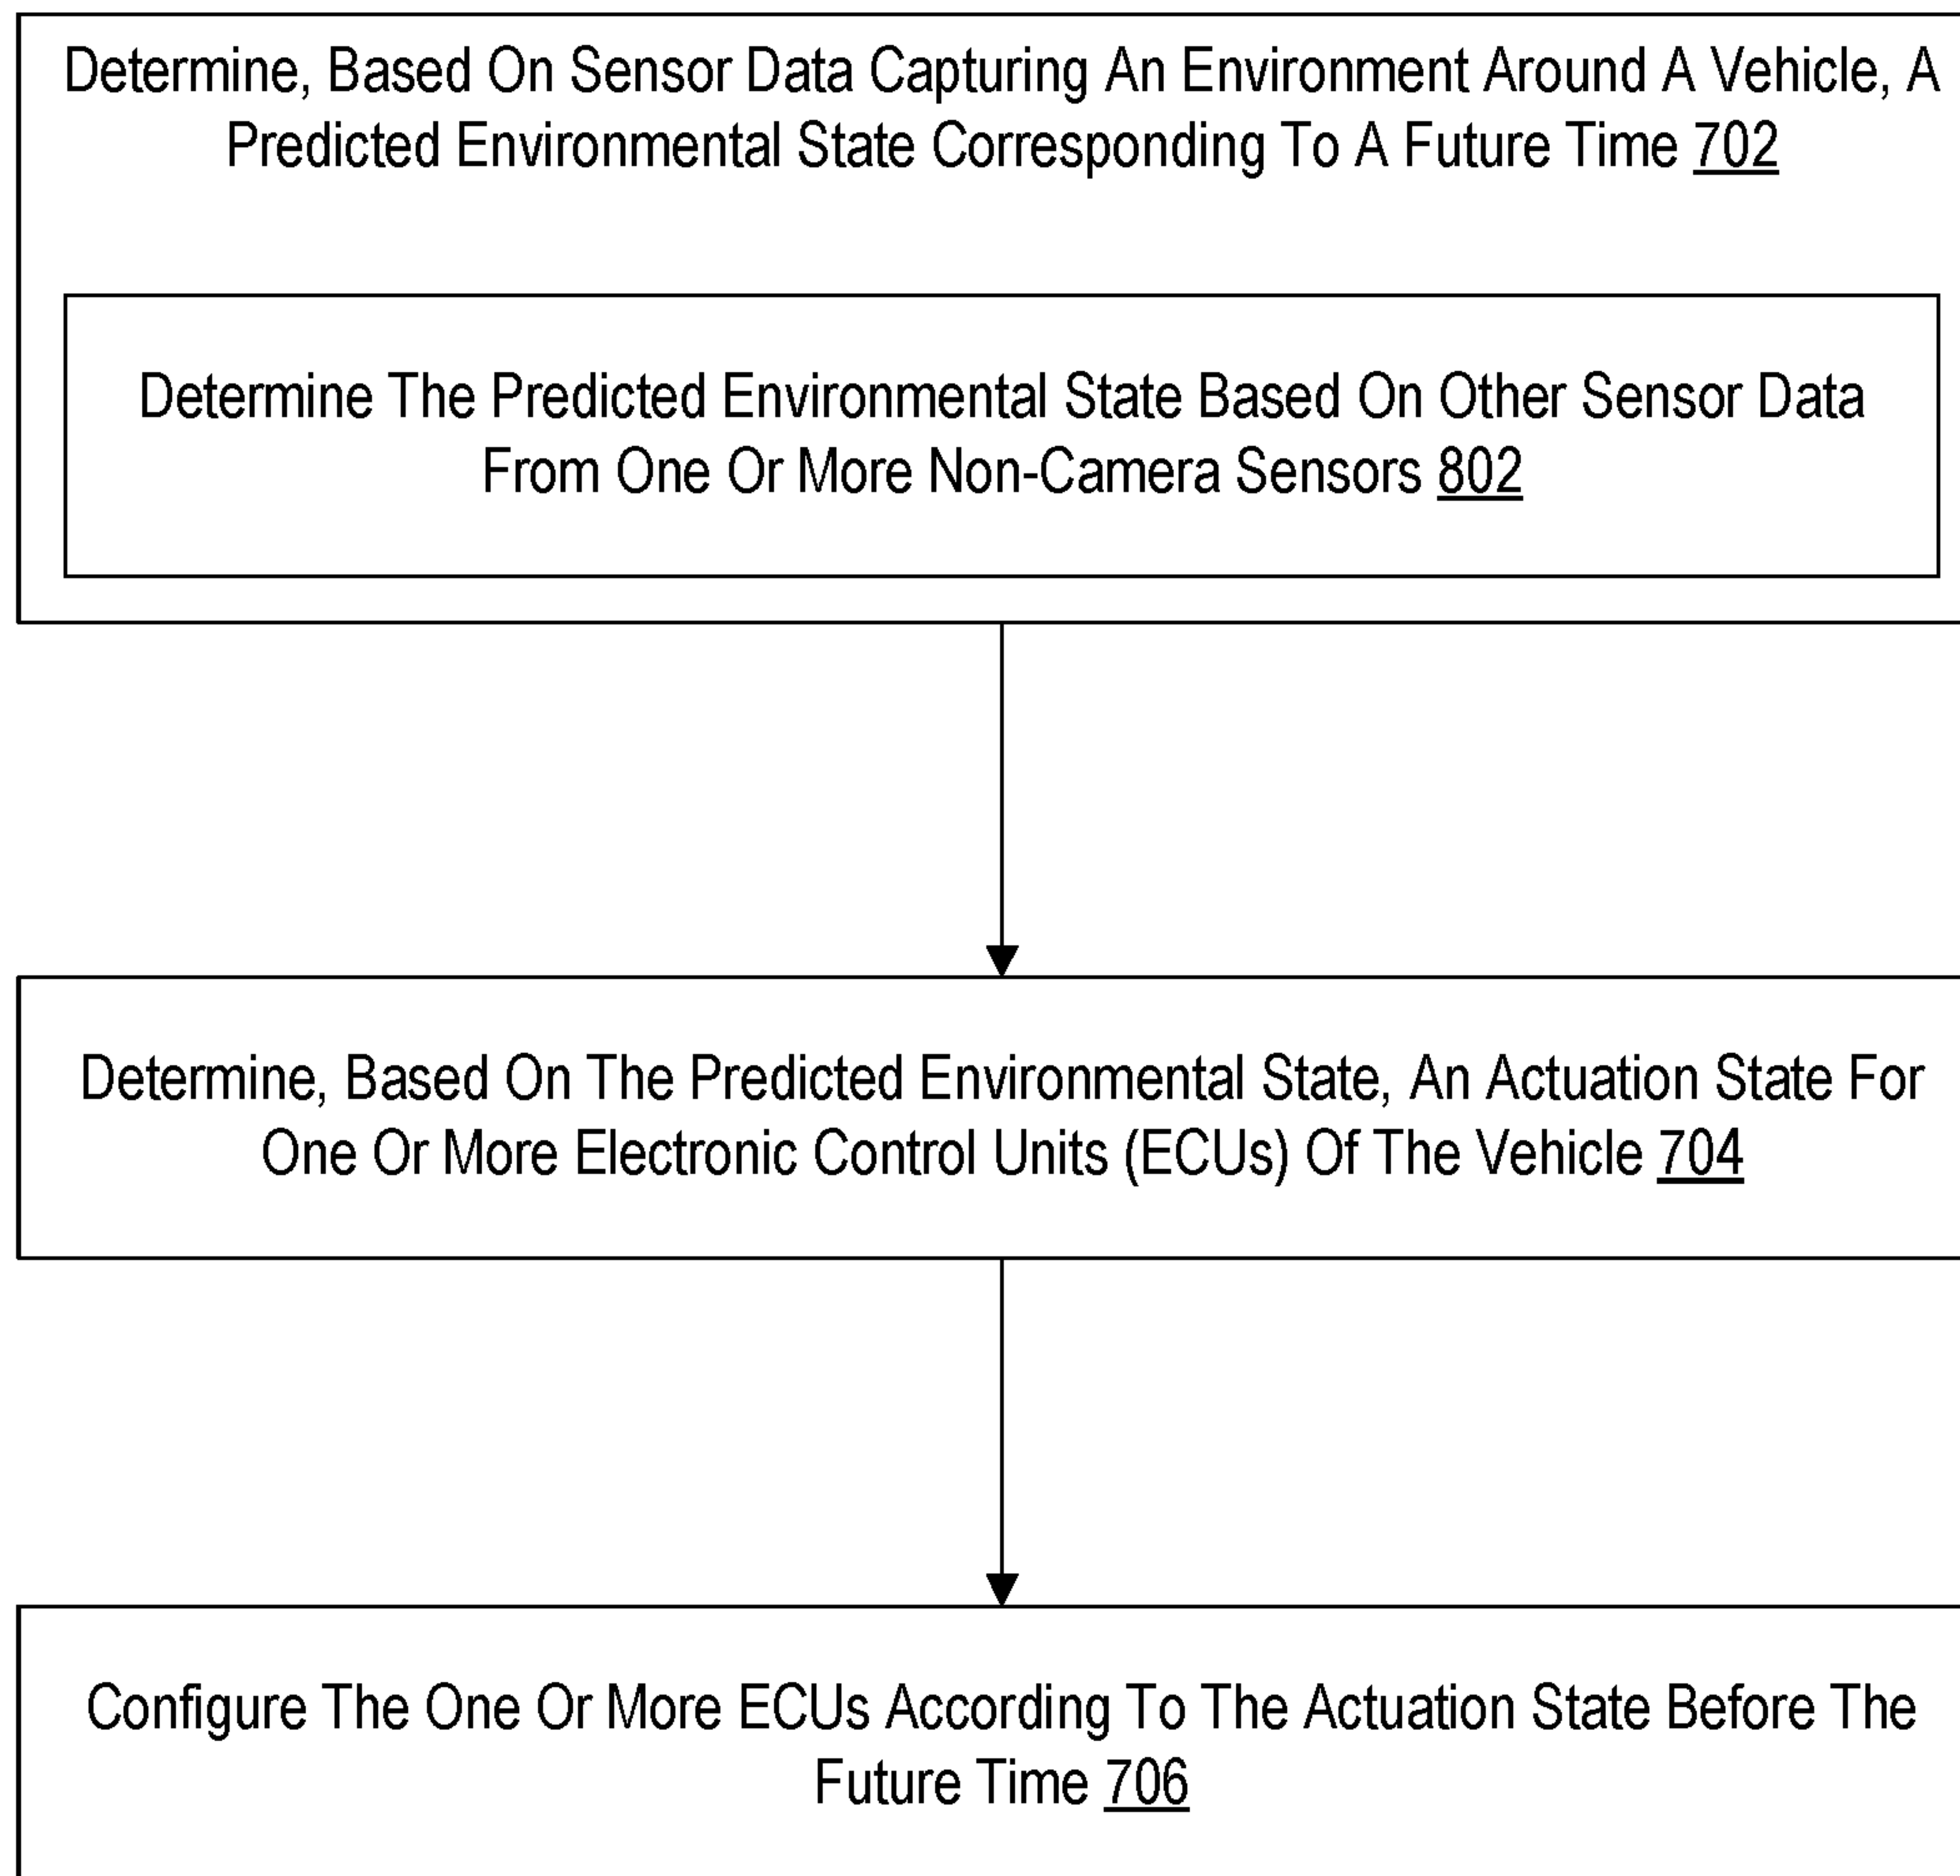 Determine, Based On Sensor Data Capturing An Environment Around A Vehicle, A
Predicted Environmental State Corresponding To A Future Time 702
Determine The Predicted Environmental State Based On Other Sensor Data
From One Or More Non-Camera Sensors 802
Determine, Based On The Predicted Environmental State, An Actuation State For
One Or More Electronic Control Units (ECUs) Of The Vehicle 704
Configure The One Or More ECUs According To The Actuation State Before The
Future Time 706